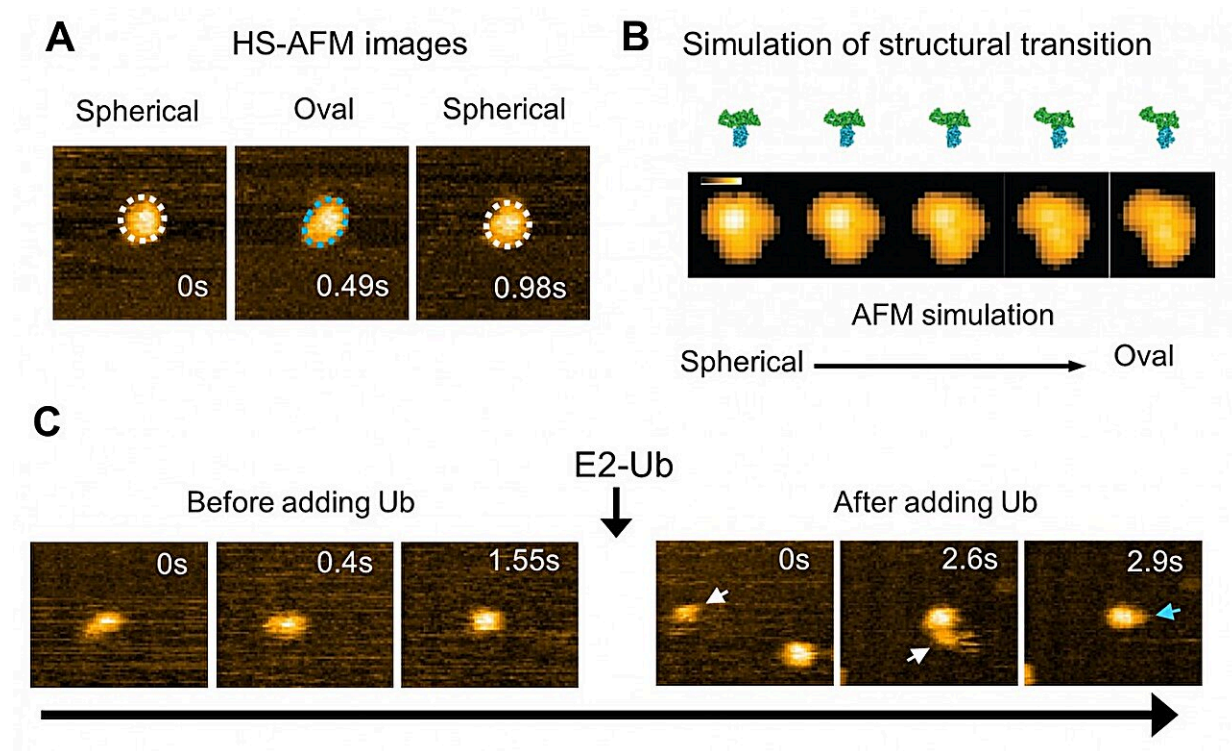 A
HS-AFM images
Spherical
Oval
Spherical
0s
0.49s
0.98s
B
Simulation of structural transition
AFM simulation
Spherical
Oval
C
E2-Ub
Before adding Ub
After adding Ub
0s
0.4s
1.55s
0s
2.6s
2.9s